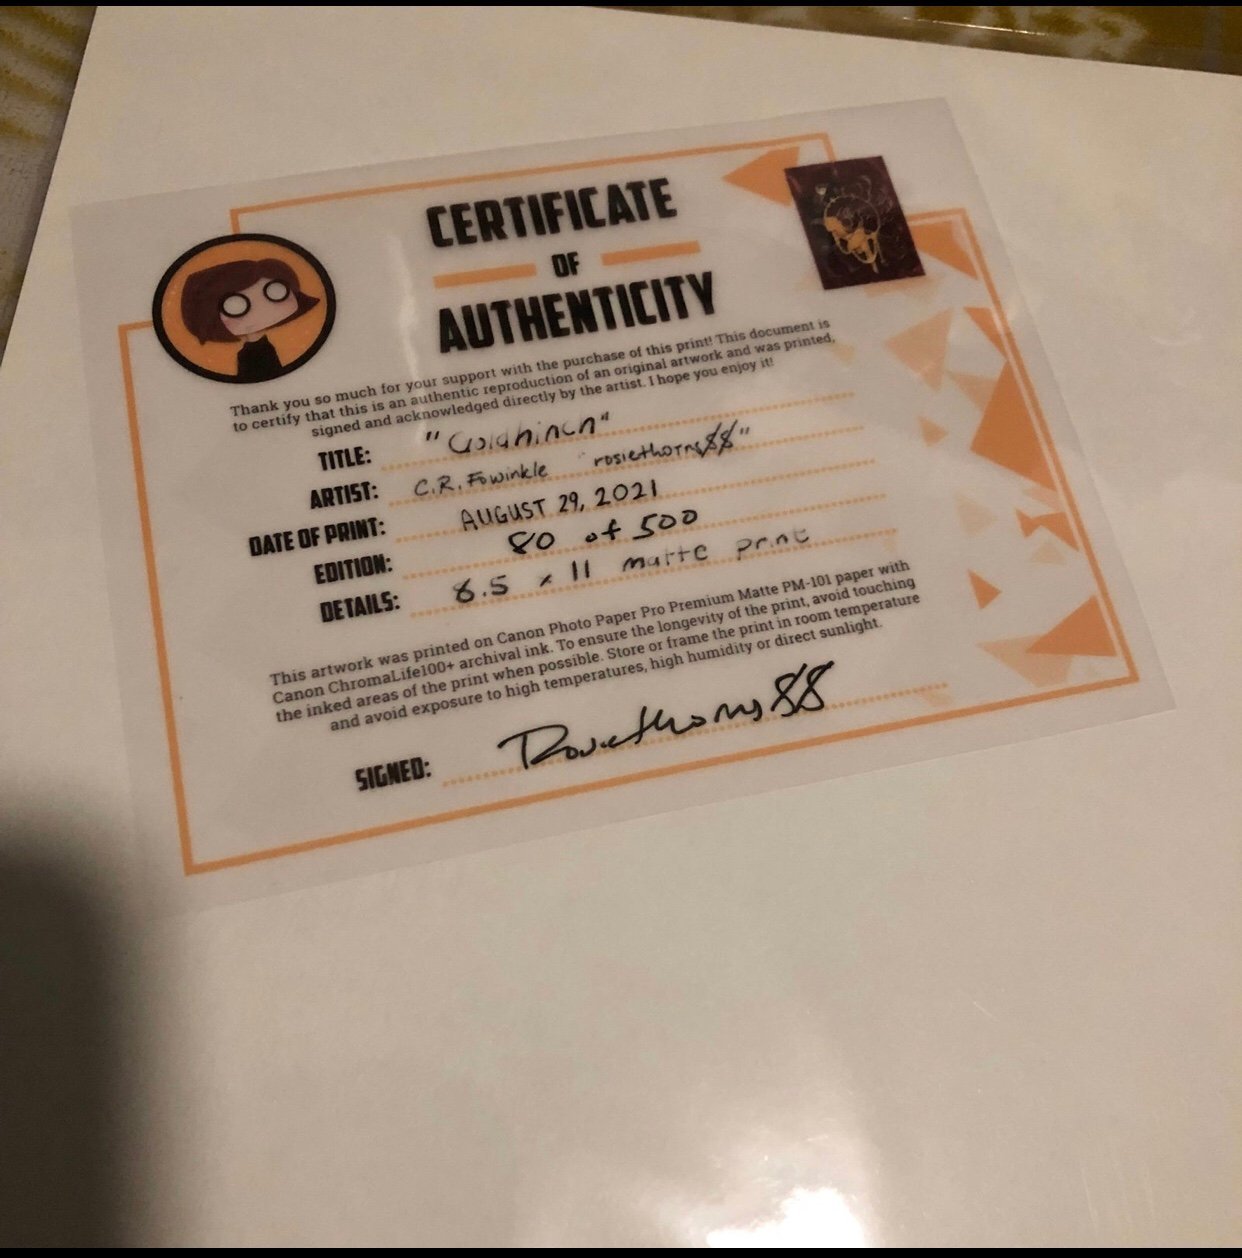 CERTIFICATE
OF
AUTHENTICITY
Thank you so much for your support with the purchase of this print! This document is
to certify that this is an authentic reproduction of an original artwork and was printed,
signed and acknowledged directly by the artist. I hope you enjoy it!
TITLE:
ARTIST: C.R. Fowinkle "rosiethorns88"
DATE OF PRINT: AUGUST 29, 2021
EDITION: 80 of 500
DETAILS: 8.5 x 11 matte print
This artwork was printed on Canon Photo Paper Pro Premium Matte PM-101 paper with
Canon ChromaLife100+ archival ink. To ensure the longevity of the print, avoid touching
the inked areas of the print when possible. Store or frame the print in room temperature
and avoid exposure to high temperatures, high humidity or direct sunlight.
SIGNED: Rosiethorns88